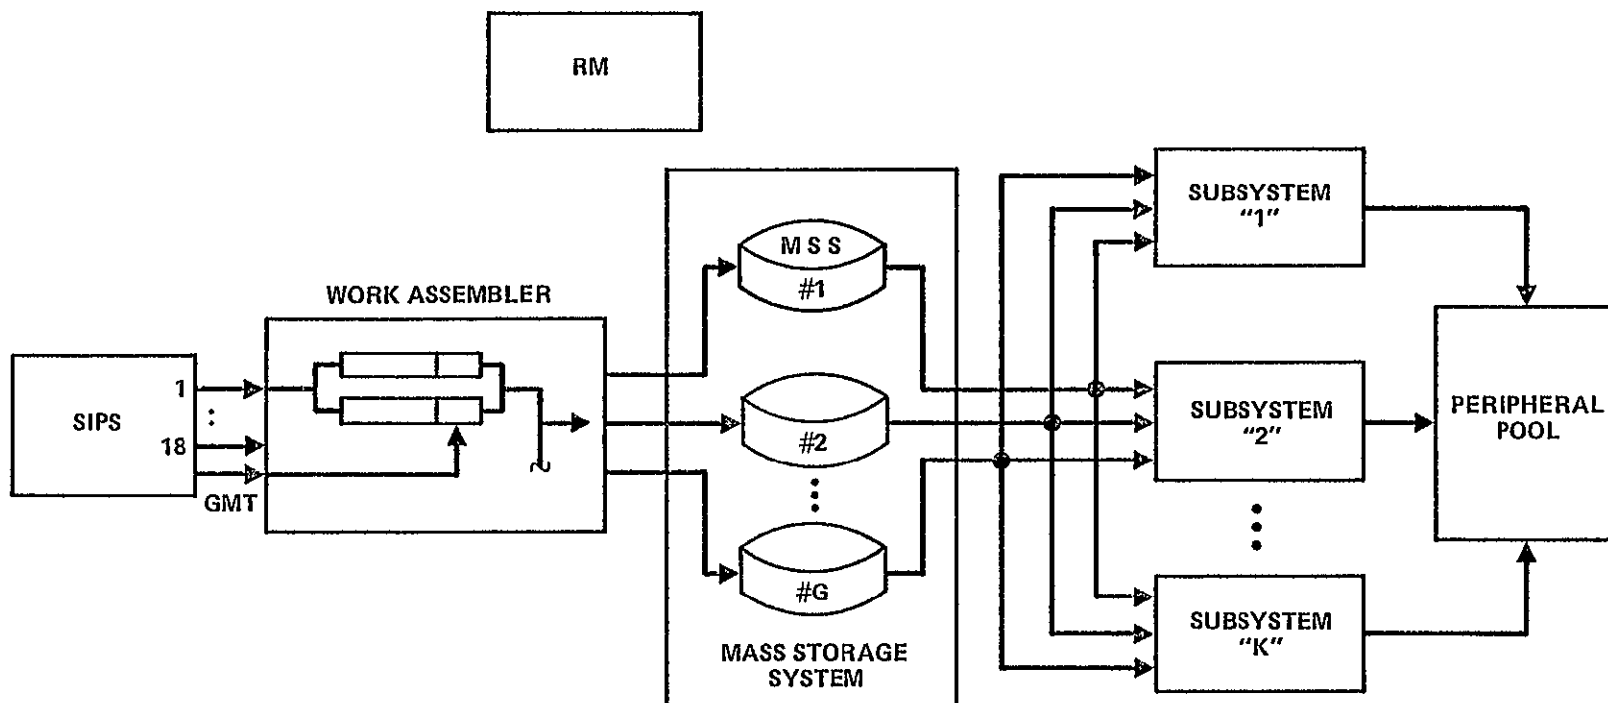 RM
WORK ASSEMBLER
SIPS
1
18
GMT
M S S
#1
#2
#G
MASS STORAGE
SYSTEM
SUBSYSTEM
"1"
SUBSYSTEM
"2"
SUBSYSTEM
"K"
PERIPHERAL
POOL